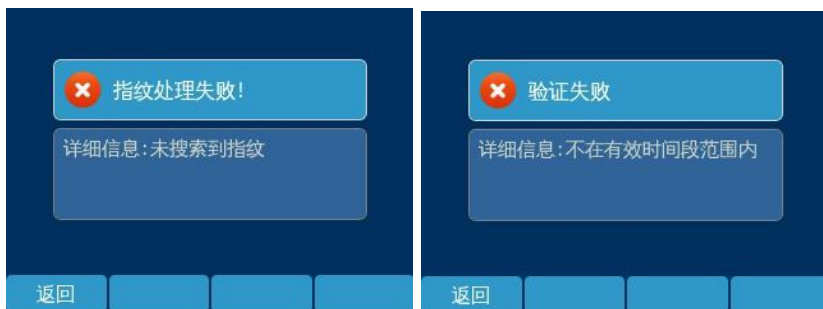 指纹处理失败!
详细信息:未搜索到指纹
返回
验证失败
详细信息:不在有效时间段范围内
返回